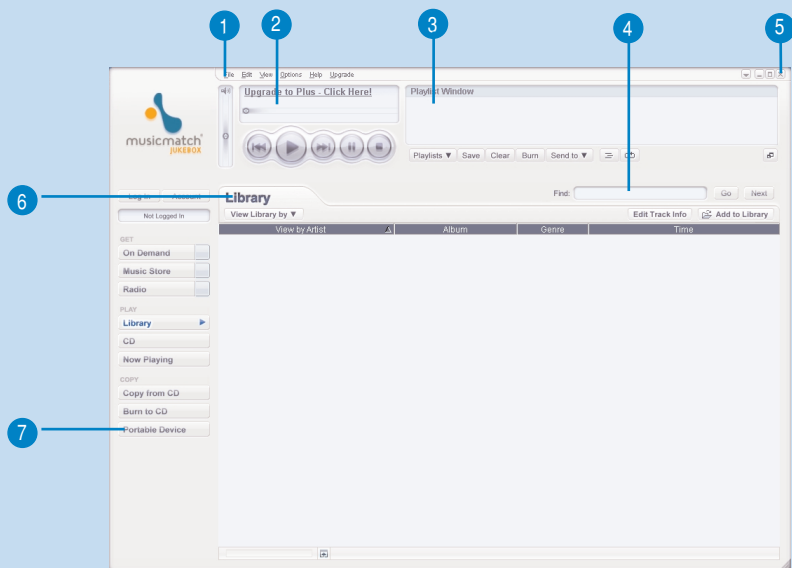 1 2 3 4 5
File Edit View Options Help Upgrade
Upgrade to Plus - Click Here!
Playlist Window
musicmatch
JUKEBOX
Playlists ▼ Save Clear Burn Send to ▼
6
Log In Account
Library
Find:
Go Next
Not Logged In
View Library by ▼
Edit Track Info Add to Library
View by Artist Album Genre Time
GET
On Demand
Music Store
Radio
PLAY
Library
CD
Now Playing
COPY
Copy from CD
Burn to CD
7
Portable Device